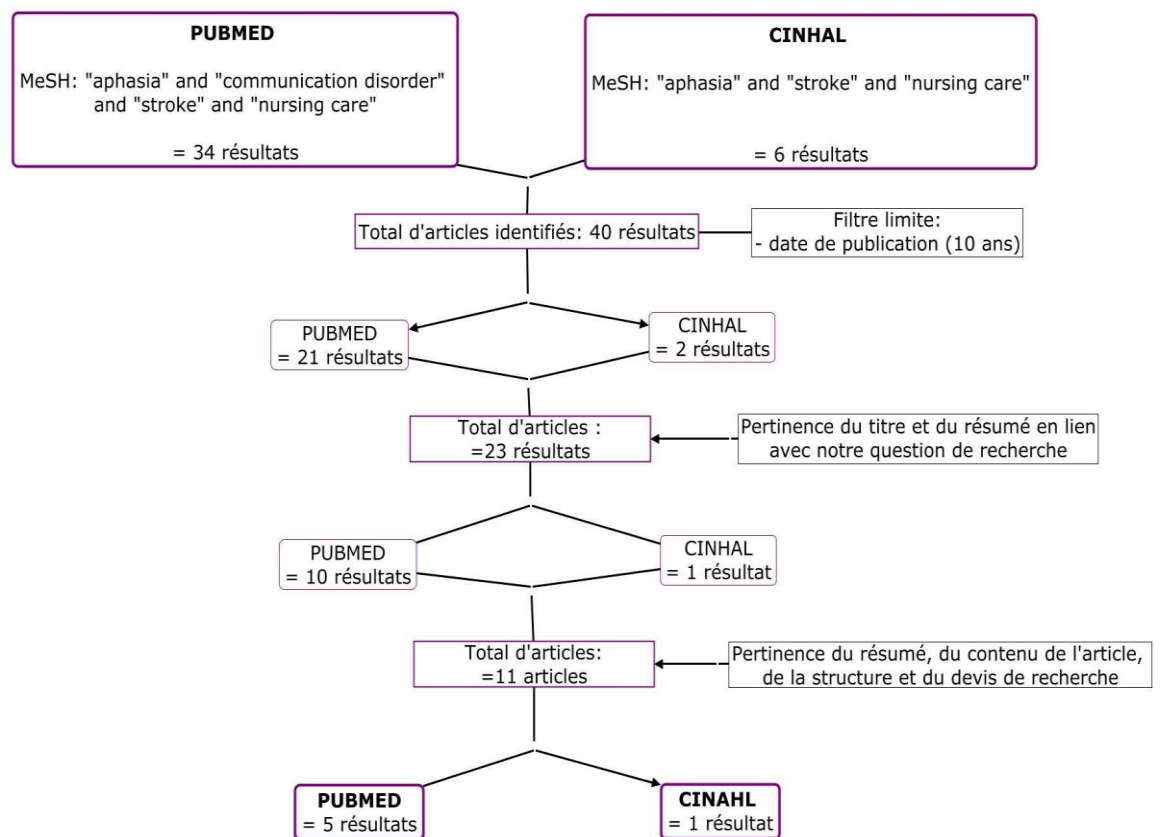 PUBMED
MeSH: "aphasia" and "communication disorder"
and "stroke" and "nursing care"
= 34 résultats
CINHAL
MeSH: "aphasia" and "stroke" and "nursing care"
= 6 résultats
Total d'articles identifiés: 40 résultats
Filtre limite:
- date de publication (10 ans)
PUBMED
= 21 résultats
CINHAL
= 2 résultats
Total d'articles :
=23 résultats
Pertinence du titre et du résumé en lien
avec notre question de recherche
PUBMED
= 10 résultats
CINHAL
= 1 résultat
Total d'articles:
=11 articles
Pertinence du résumé, du contenu de l'article,
de la structure et du devis de recherche
PUBMED
= 5 résultats
CINAHL
= 1 résultat